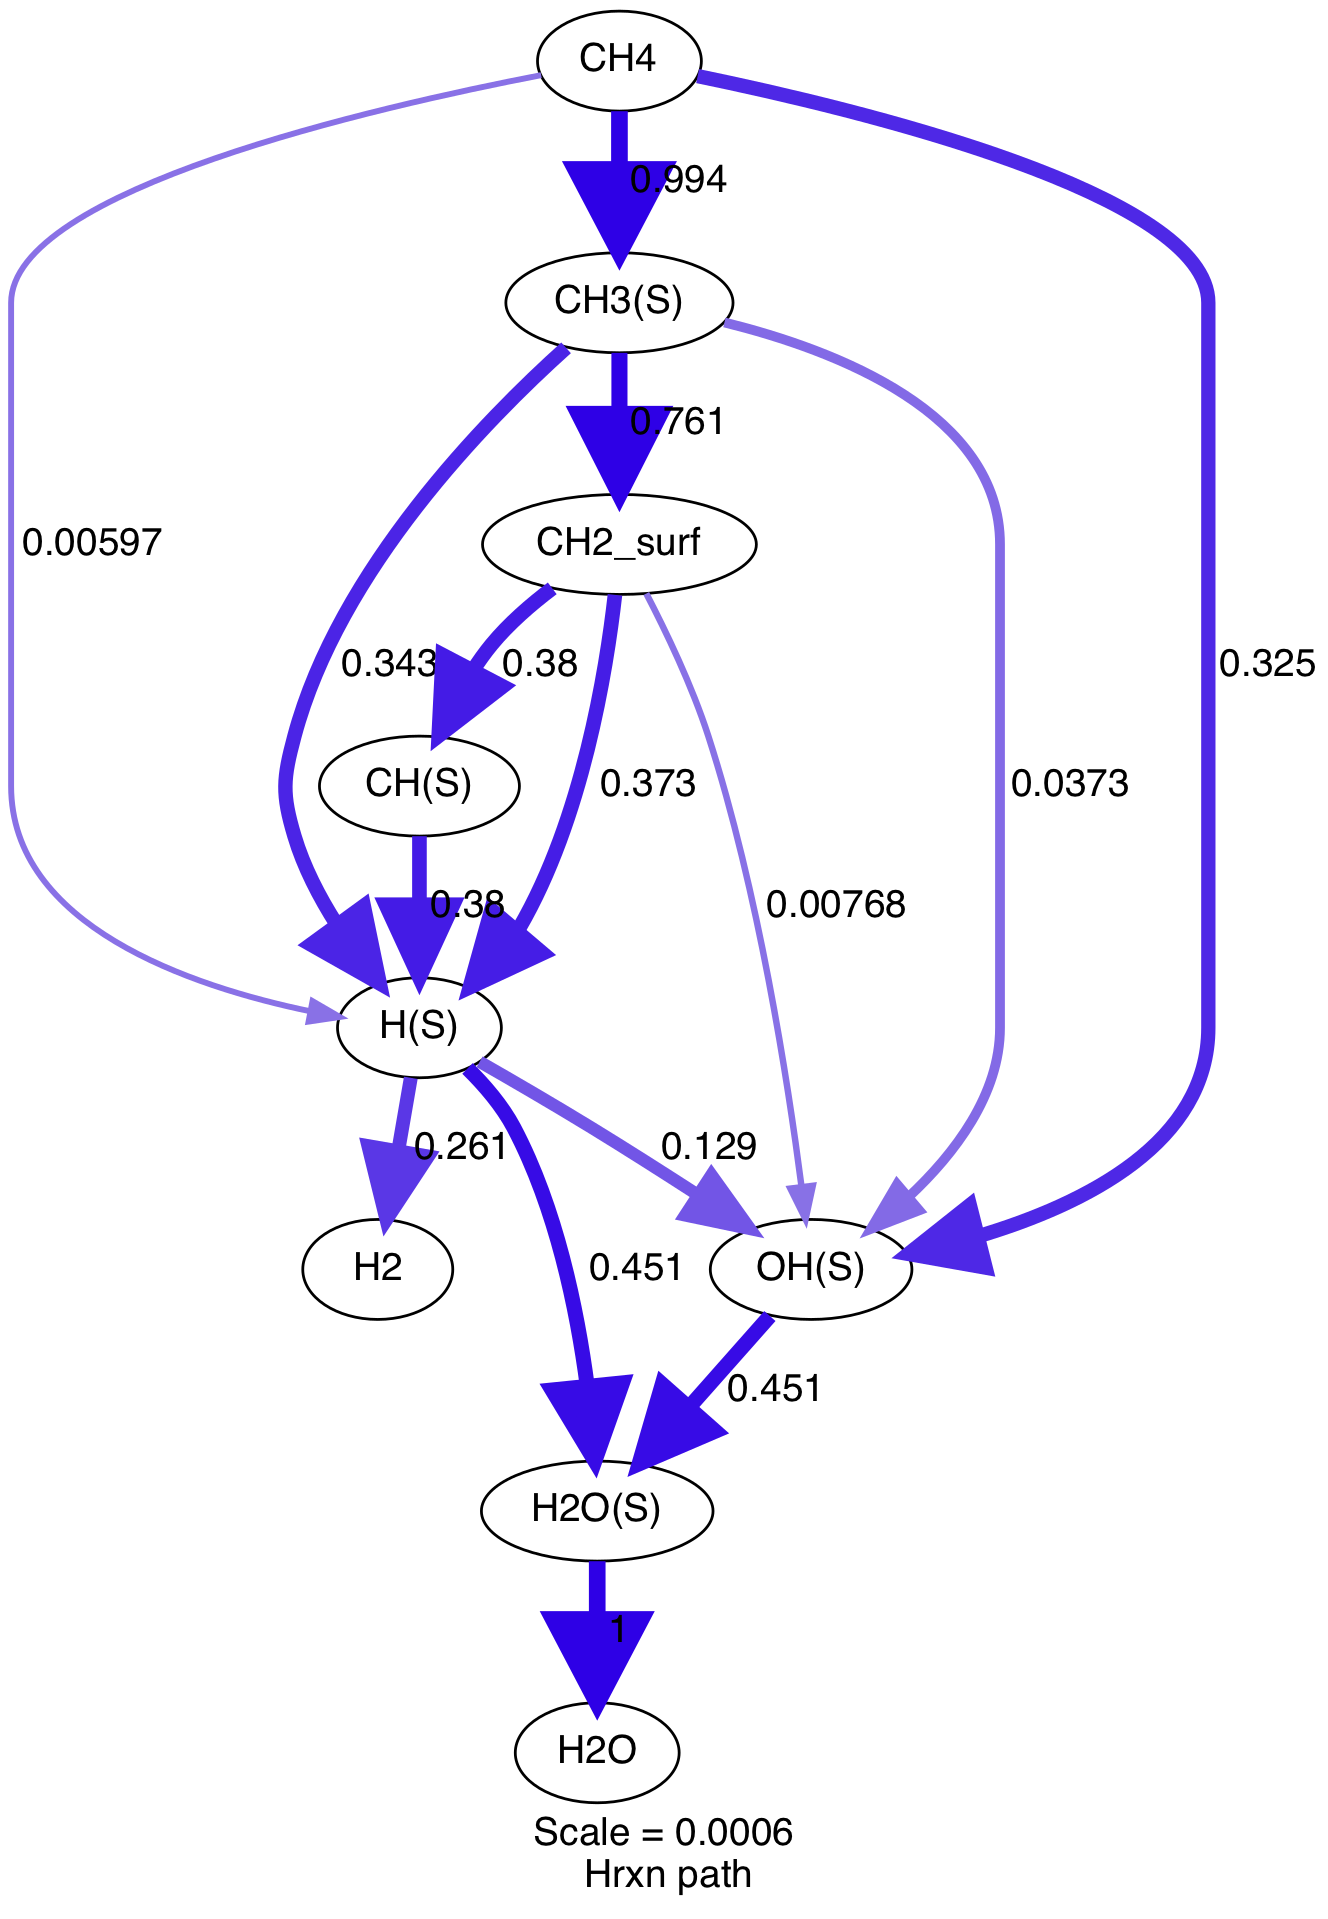 CH4
0.994
CH3(S)
0.761
0.00597
CH2_surf
0.343
0.38
0.325
CH(S)
0.373
0.0373
0.38
0.00768
H(S)
0.261
0.129
H2
0.451
OH(S)
0.451
H2O(S)
1
H2O
Scale = 0.0006
Hrxn path